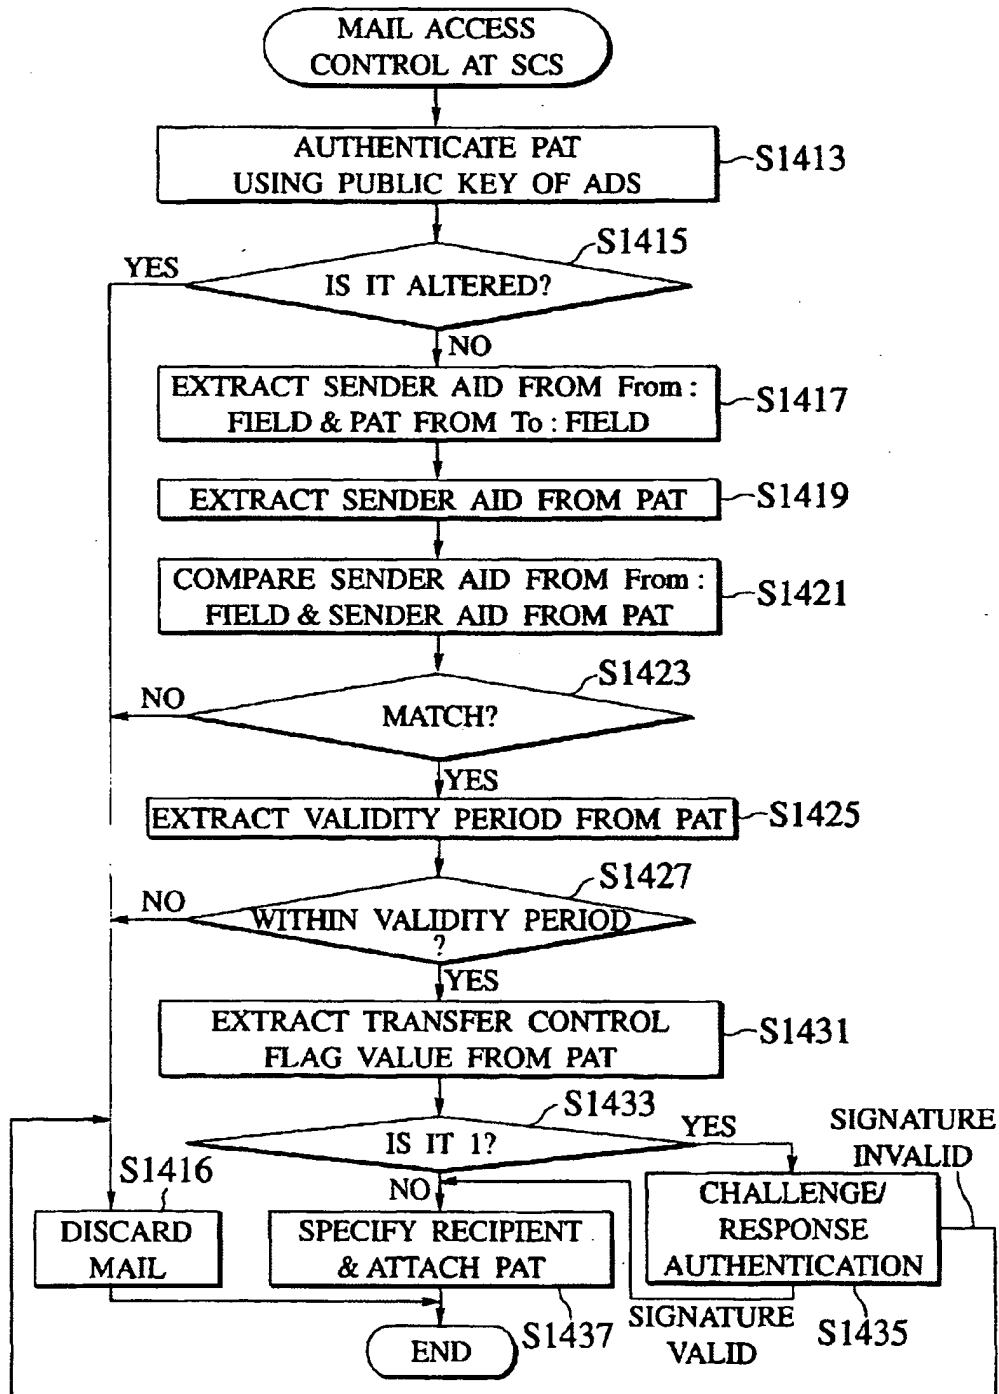 MAIL ACCESS
CONTROL AT SCS
AUTHENTICATE PAT
USING PUBLIC KEY OF ADS
S1413
S1415
YES
IS IT ALTERED?
NO
EXTRACT SENDER AID FROM From :
FIELD & PAT FROM To : FIELD
S1417
EXTRACT SENDER AID FROM PAT
S1419
COMPARE SENDER AID FROM From :
FIELD & SENDER AID FROM PAT
S1421
S1423
NO
MATCH?
YES
EXTRACT VALIDITY PERIOD FROM PAT
S1425
S1427
NO
WITHIN VALIDITY PERIOD
?
YES
EXTRACT TRANSFER CONTROL
FLAG VALUE FROM PAT
S1431
S1433
IS IT 1?
YES
SIGNATURE
INVALID
S1416
NO
DISCARD
MAIL
SPECIFY RECIPIENT
& ATTACH PAT
CHALLENGE/
RESPONSE
AUTHENTICATION
SIGNATURE
VALID
S1435
S1437
END